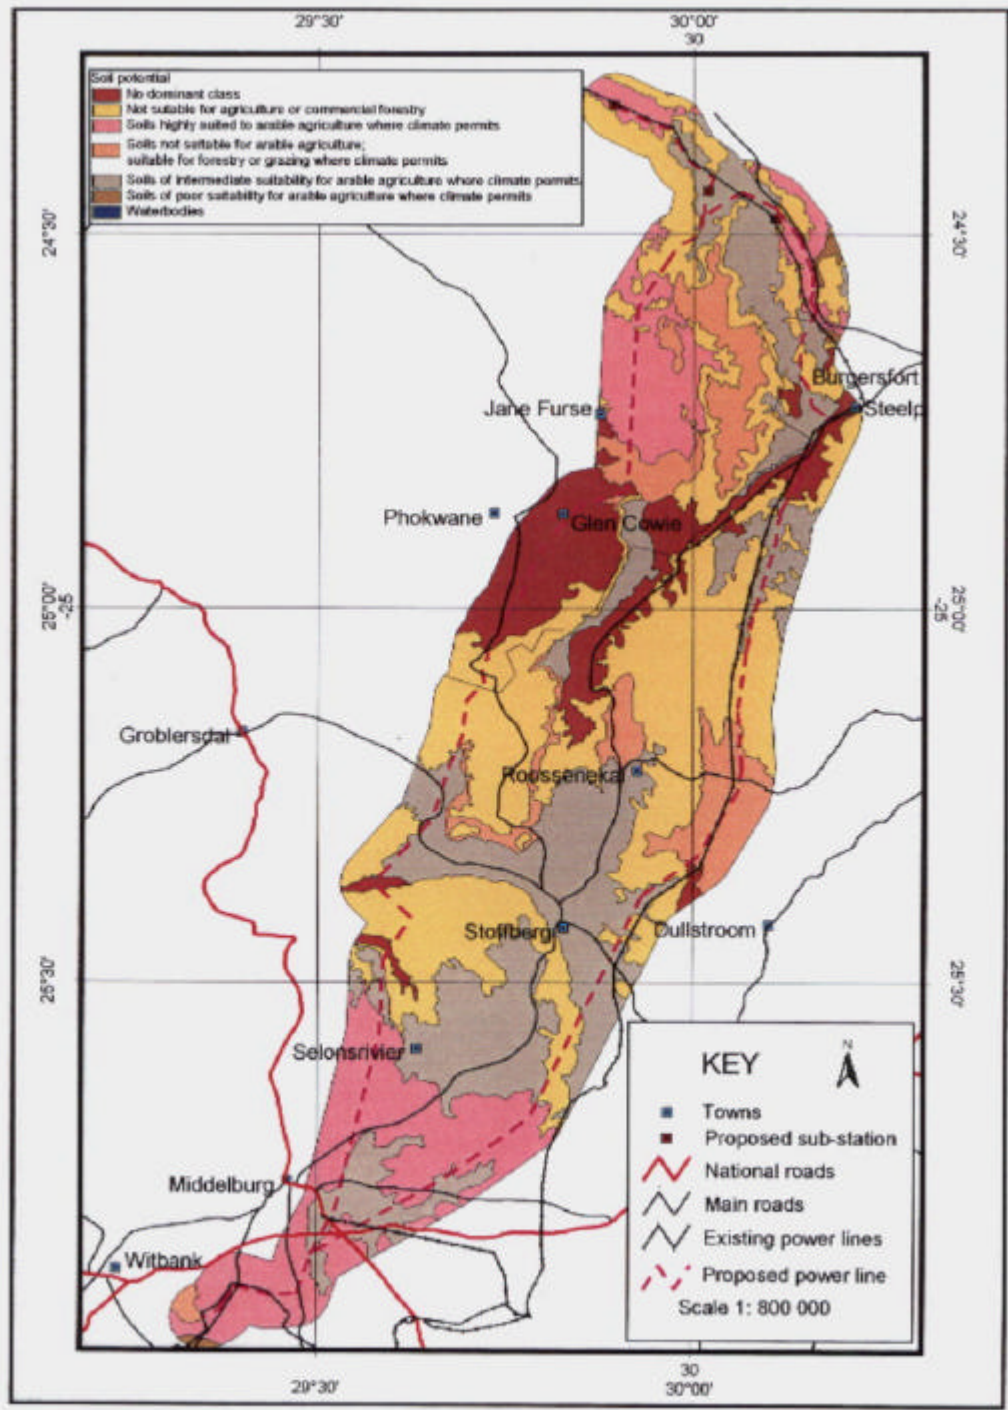 29°30'
30°00'
30
Soil potential
No dominant class
Not suitable for agriculture or commercial forestry
Soils highly suited to arable agriculture where climate permits
Soils not suitable for arable agriculture;
suitable for forestry or grazing where climate permits
Soils of intermediate suitability for arable agriculture where climate permits
Soils of poor suitability for arable agriculture where climate permits
Waterbodies
24°30'
24°30'
Burgersfort
Jane Furse
Steelp
Phokwane
Glen Cowie
25°00'
-25
25°00'
-25
Groblersdal
Roossenekal
Stoffberg
Dullstroom
25°30'
25°30'
Selonsrivier
KEY
N
Towns
Proposed sub-station
National roads
Main roads
Existing power lines
Proposed power line
Scale 1: 800 000
Middelburg
Witbank
29°30'
30
30°00'